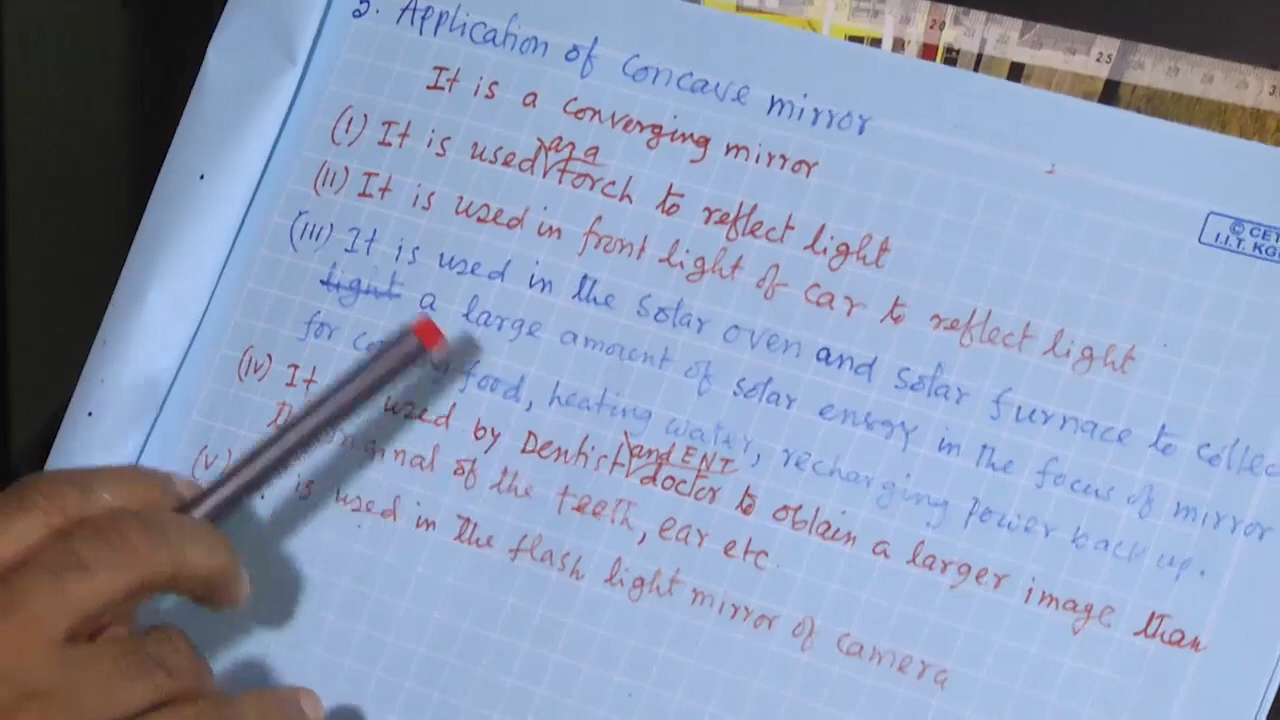 3. Application of Concave mirror
It is a converging mirror
(i) It is used as a torch to reflect light
(ii) It is used in front light of car to reflect light
(iii) It is used in the solar oven and solar furnace to collec
light a large amount of solar energy in the focus of mirror
for food, heating water, recharging power back up.
(iv) It used by Dentist and ENT doctor to obtain a larger image than
of the teeth, ear etc.
(v) is used in the flash light mirror of camera
© CET
I.I.T. KG
20
25